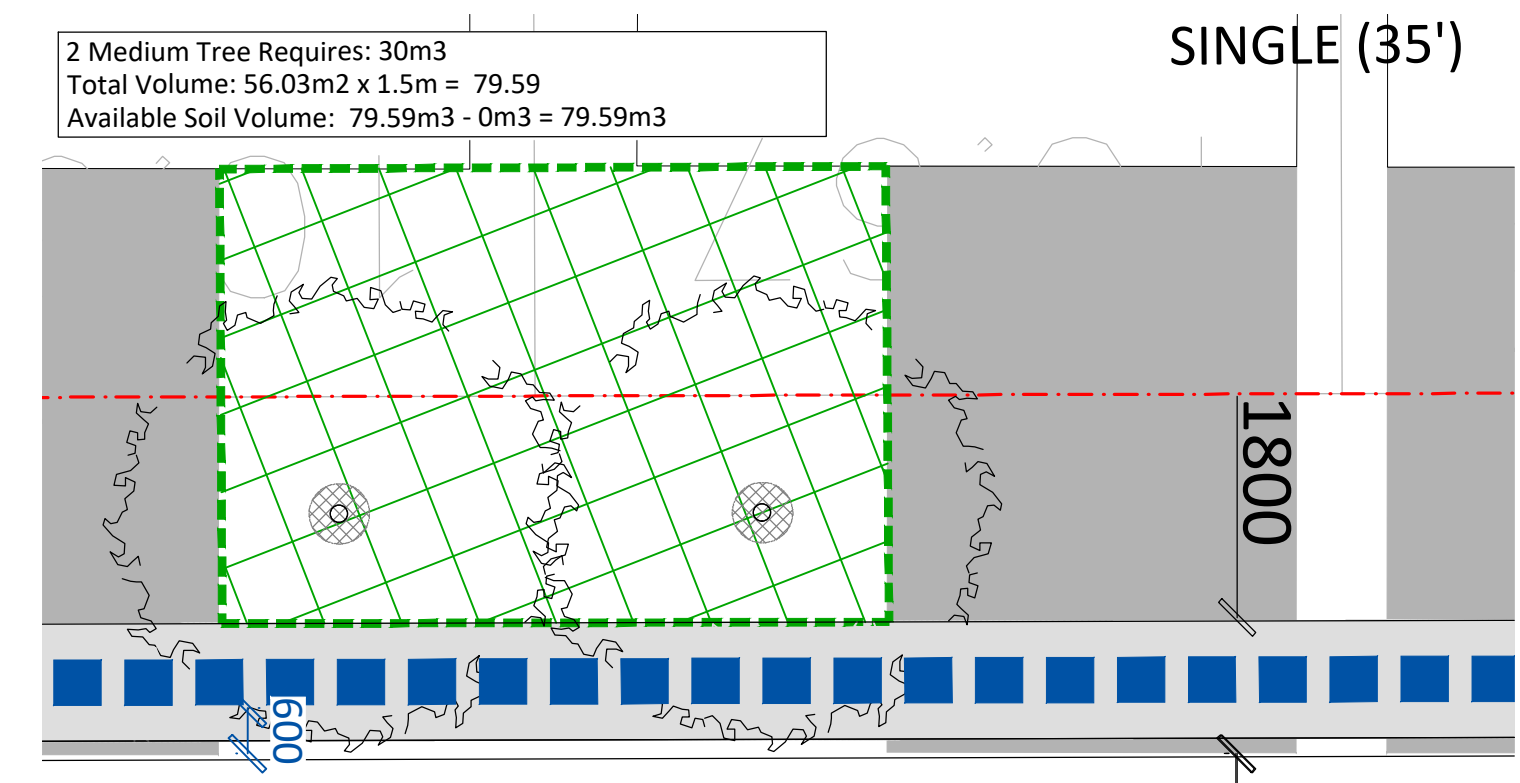 2 Medium Tree Requires: 30m3
Total Volume: 56.03m2 x 1.5m = 79.59
Available Soil Volume: 79.59m3 - 0m3 = 79.59m3
SINGLE (35')
1800
600